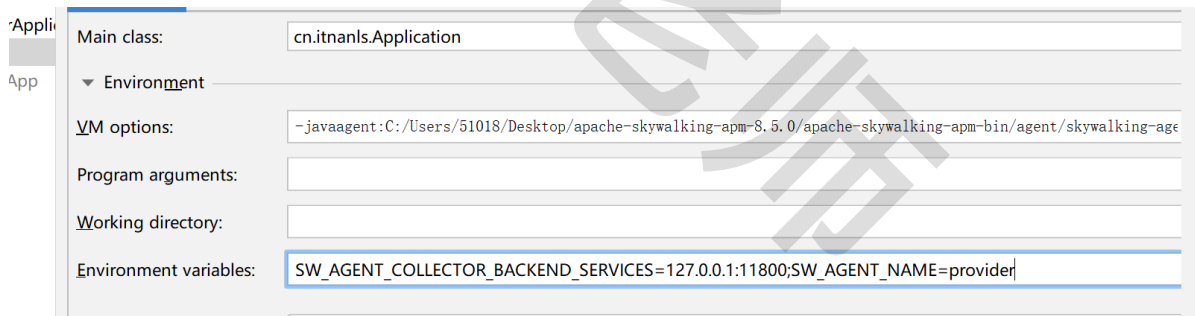 rAppli
Main class: cn.itnanls.Application
App
Environment
VM options: -javaagent:C:/Users/51018/Desktop/apache-skywalking-apm-8.5.0/apache-skywalking-apm-bin/agent/skywalking-age
Program arguments:
Working directory:
Environment variables: SW_AGENT_COLLECTOR_BACKEND_SERVICES=127.0.0.1:11800;SW_AGENT_NAME=provider